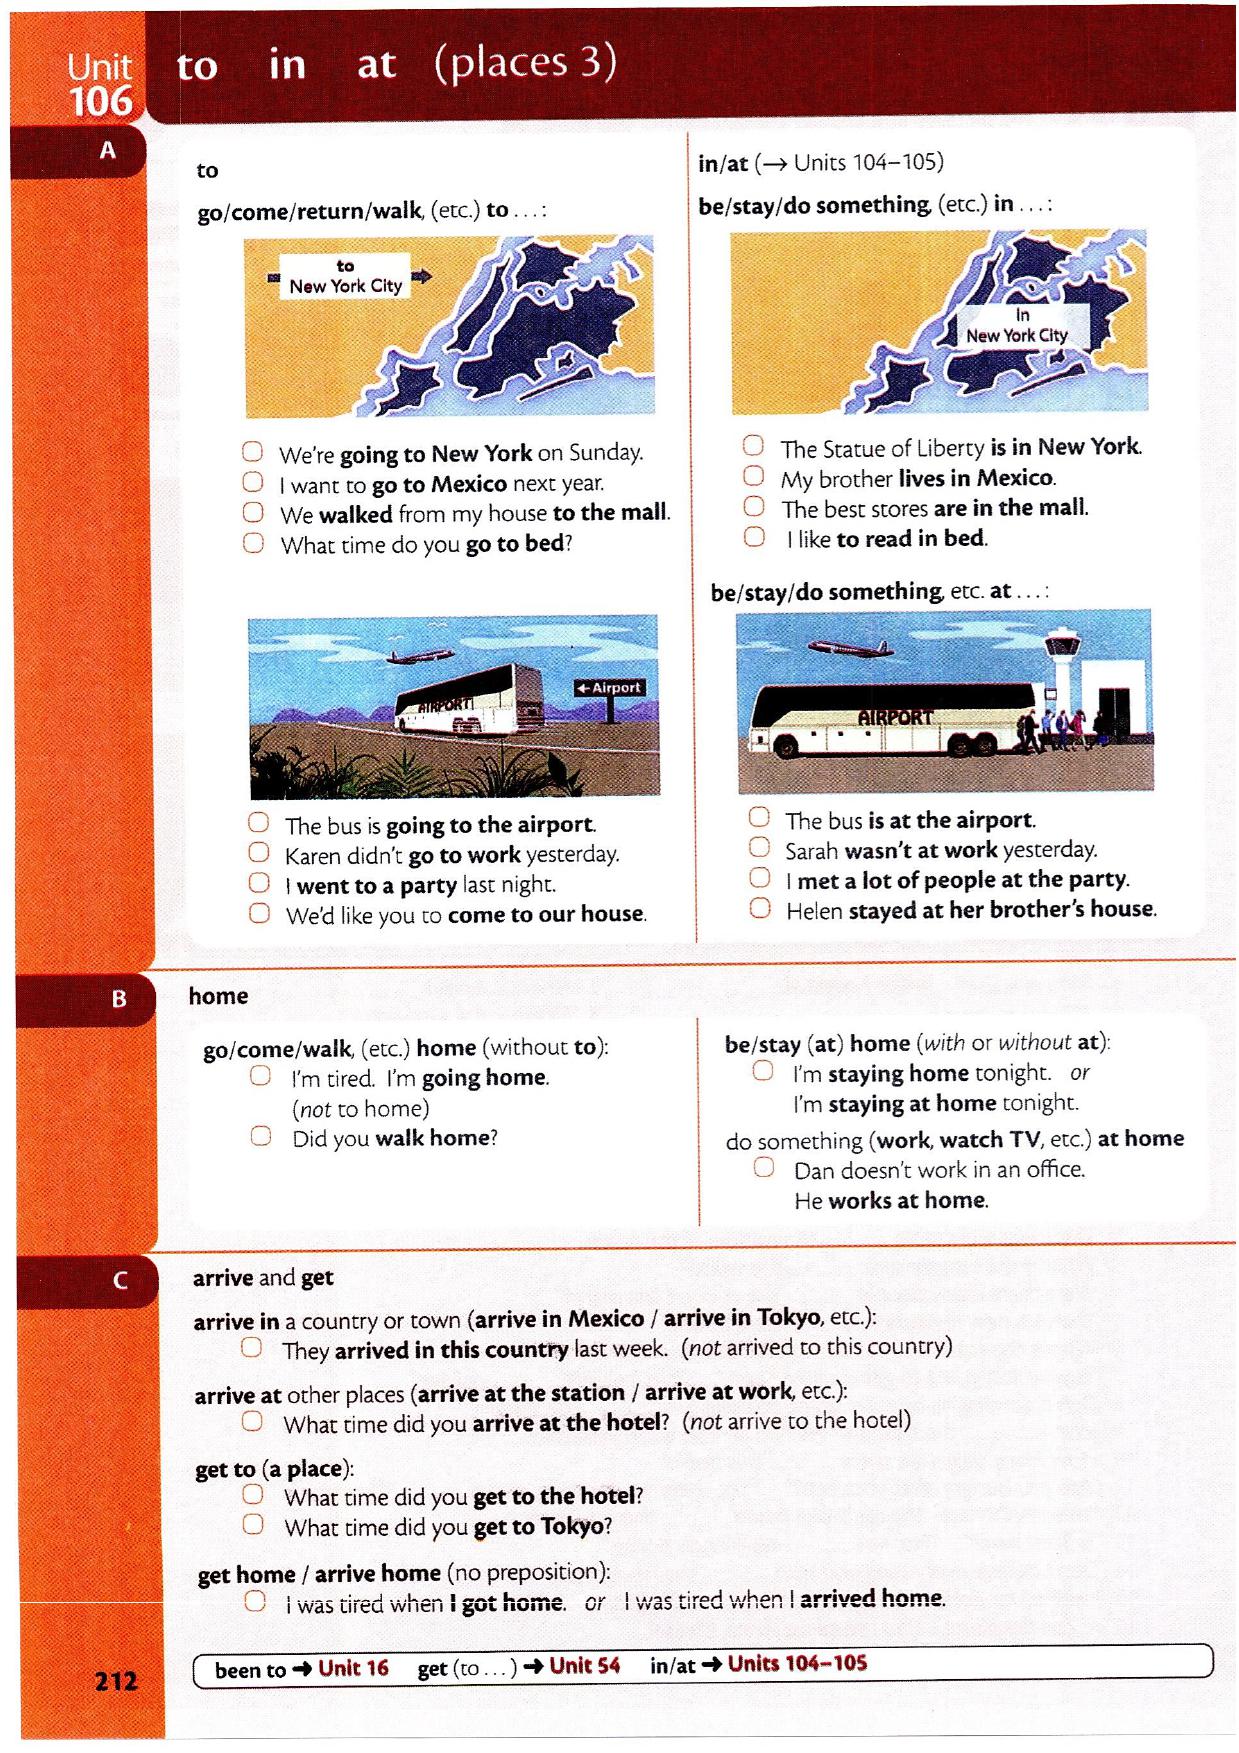 Unit
106
to in at (places 3)
A
to
go/come/return/walk, (etc.) to . . . :
to
New York City
We're going to New York on Sunday.
I want to go to Mexico next year.
We walked from my house to the mall.
What time do you go to bed?
←Airport
AIRPORT
The bus is going to the airport.
Karen didn't go to work yesterday.
I went to a party last night.
We'd like you to come to our house.
in/at (→ Units 104–105)
be/stay/do something, (etc.) in . . . :
in
New York City
The Statue of Liberty is in New York.
My brother lives in Mexico.
The best stores are in the mall.
I like to read in bed.
be/stay/do something, etc. at . . . :
AIRPORT
The bus is at the airport.
Sarah wasn't at work yesterday.
I met a lot of people at the party.
Helen stayed at her brother's house.
B
home
go/come/walk, (etc.) home (without to):
I'm tired. I'm going home.
(not to home)
Did you walk home?
be/stay (at) home (with or without at):
I'm staying home tonight. or
I'm staying at home tonight.
do something (work, watch TV, etc.) at home
Dan doesn't work in an office.
He works at home.
C
arrive and get
arrive in a country or town (arrive in Mexico / arrive in Tokyo, etc.):
They arrived in this country last week. (not arrived to this country)
arrive at other places (arrive at the station / arrive at work, etc.):
What time did you arrive at the hotel? (not arrive to the hotel)
get to (a place):
What time did you get to the hotel?
What time did you get to Tokyo?
get home / arrive home (no preposition):
I was tired when I got home. or I was tired when I arrived home.
212
been to → Unit 16 get (to . . . ) → Unit 54 in/at → Units 104–105